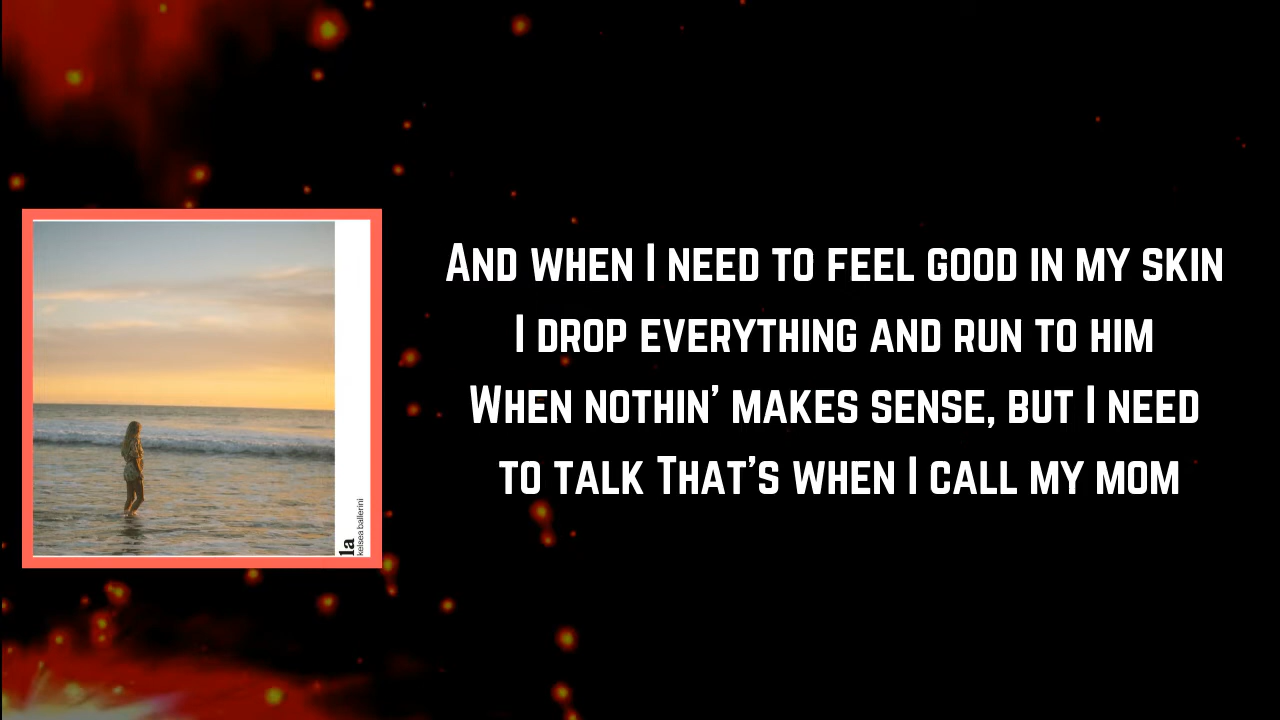 And when I need to feel good in my skin
I drop everything and run to him
When nothin' makes sense, but I need
to talk That's when I call my mom
la
kelsea ballerini